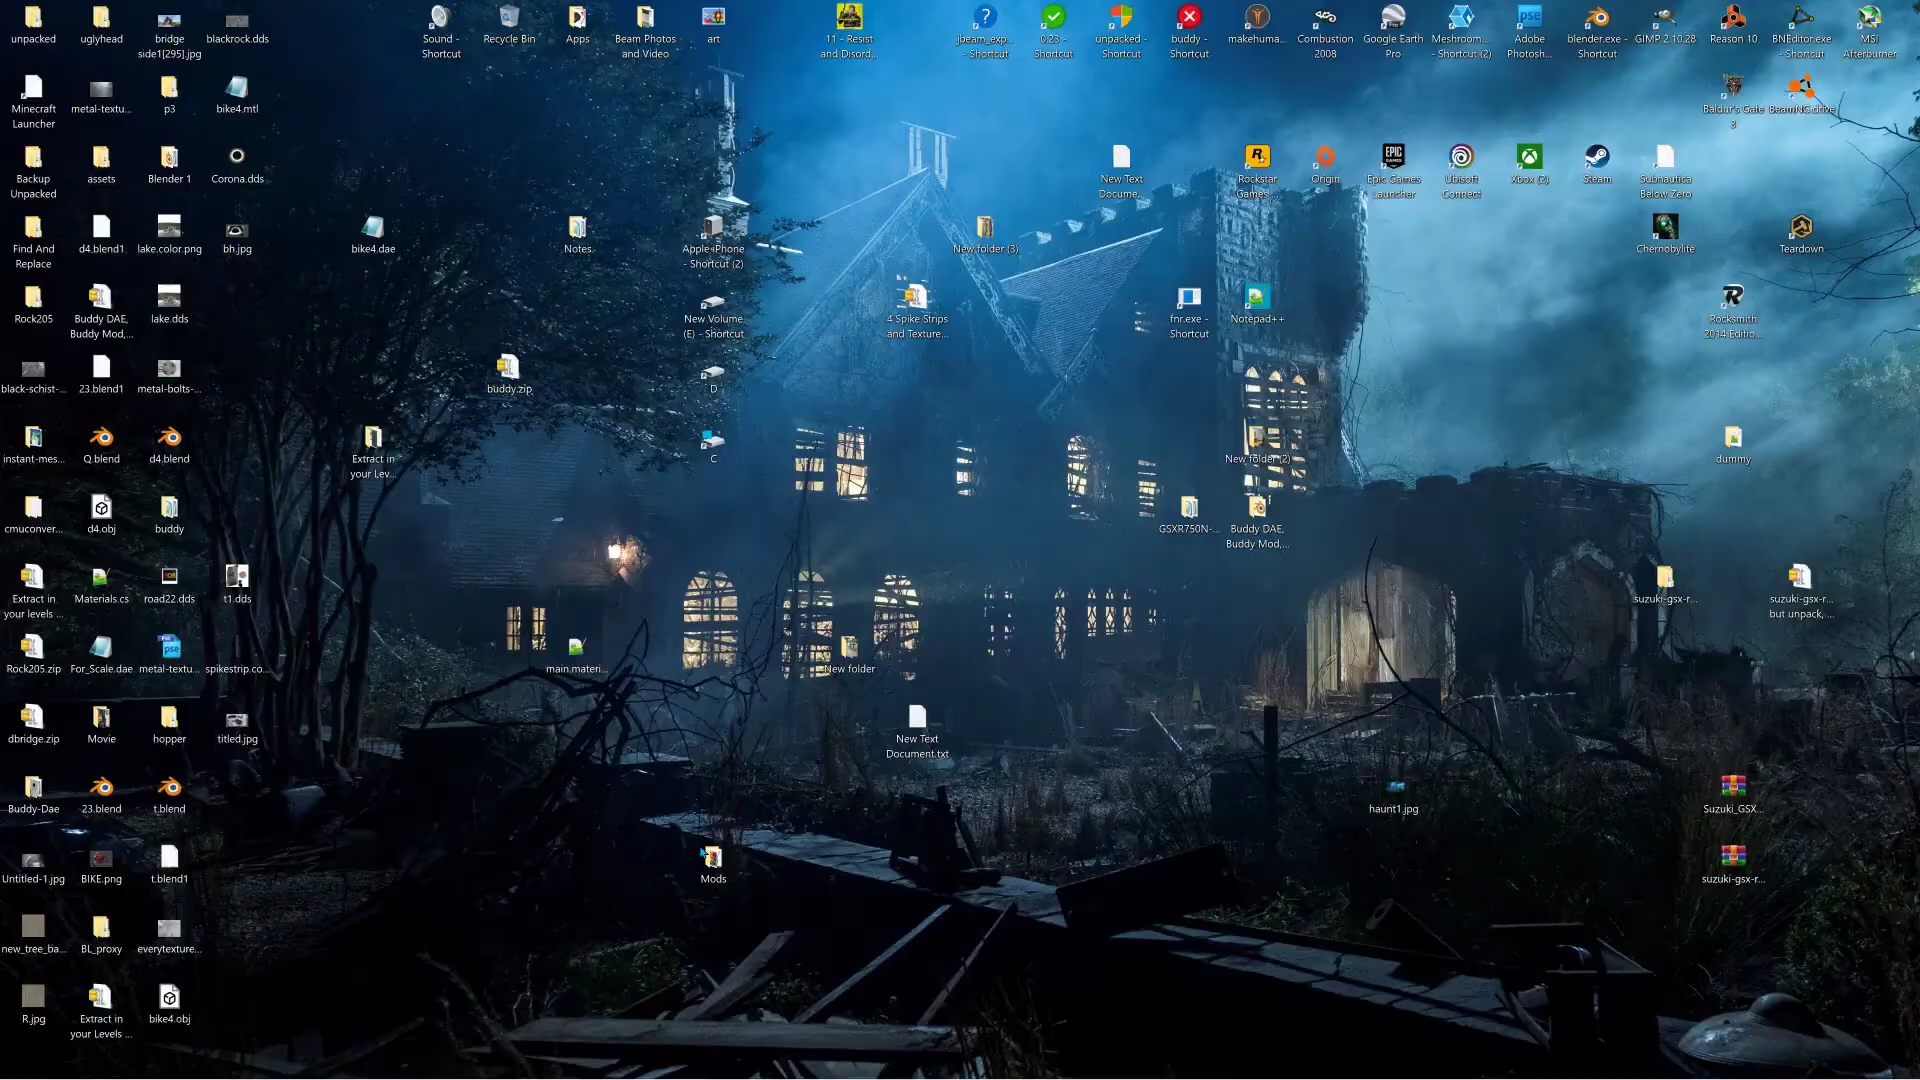 unpacked
uglyhead
bridge
side1[295].jpg
blackrock.dds
Sound -
Shortcut
Recycle Bin
Apps
Beam Photos
and Video
art
11 - Resist
and Disord...
jbeam_exp...
- Shortcut
0.23 -
Shortcut
unpacked -
Shortcut
buddy -
Shortcut
makehuma...
Combustion
2008
Google Earth
Pro
Meshroom....
- Shortcut (2)
Adobe
Photosh...
blender.exe -
Shortcut
GIMP 2.10.28
Reason 10
BNEditor.exe
- Shortcut
MSI
Afterburner
Minecraft
Launcher
metal-textu...
p3
bike4.mtl
Baldur's Gate
3
BeamNG.drive
Backup
Unpacked
assets
Blender 1
Corona.dds
New Text
Docume...
Rockstar
Games ...
Origin
Epic Games
Launcher
Ubisoft
Connect
Xbox (2)
Steam
Subnautica
Below Zero
Find And
Replace
d4.blend1
lake.color.png
bh.jpg
bike4.dae
Notes
Apple iPhone
- Shortcut (2)
New folder (3)
Chernobylite
Teardown
Rock205
Buddy DAE,
Buddy Mod,...
lake.dds
New Volume
(E) - Shortcut
4 Spike Strips
and Texture...
fnr.exe -
Shortcut
Notepad++
Rocksmith
2014 Editio...
black-schist-...
23.blend1
metal-bolts-...
buddy.zip
D
instant-mes...
Q.blend
d4.blend
Extract in
your Lev...
C
New folder (2)
dummy
cmuconver...
d4.obj
buddy
GSXR750N-...
Buddy DAE,
Buddy Mod,...
Extract in
your levels ...
Materials.cs
road22.dds
t1.dds
suzuki-gsx-r...
suzuki-gsx-r...
but unpack, ...
Rock205.zip
For_Scale.dae
metal-textu...
spikestrip.co...
main.materi...
New folder
dbridge.zip
Movie
hopper
titled.jpg
New Text
Document.txt
Buddy-Dae
23.blend
t.blend
haunt1.jpg
Suzuki_GSX...
Untitled-1.jpg
BIKE.png
t.blend1
Mods
suzuki-gsx-r...
new_tree_ba...
BL_proxy
everytexture...
R.jpg
Extract in
your Levels ...
bike4.obj